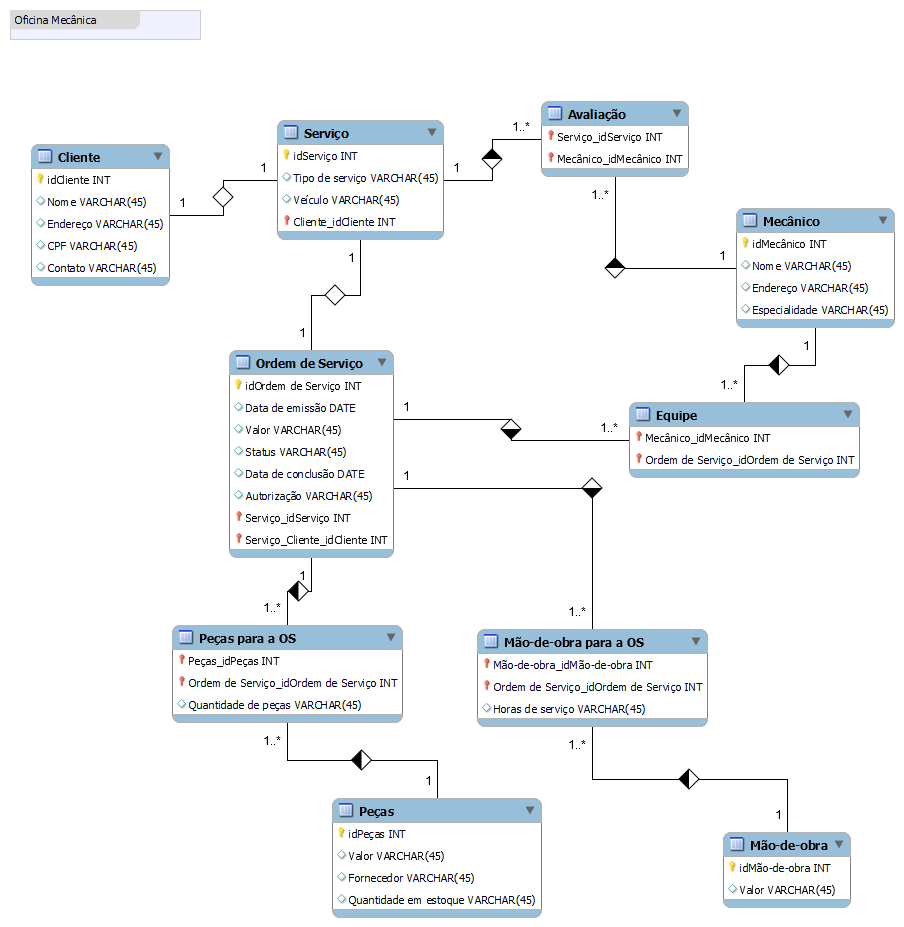 Oficina Mecânica
Cliente
idCliente INT
Nome VARCHAR(45)
Endereço VARCHAR(45)
CPF VARCHAR(45)
Contato VARCHAR(45)
1
1
Serviço
idServiço INT
Tipo de serviço VARCHAR(45)
Veículo VARCHAR(45)
Cliente_idCliente INT
1
1..*
Avaliação
Serviço_idServiço INT
Mecânico_idMecânico INT
1..*
1
Mecânico
idMecânico INT
Nome VARCHAR(45)
Endereço VARCHAR(45)
Especialidade VARCHAR(45)
1
1..*
1
1
Ordem de Serviço
idOrdem de Serviço INT
Data de emissão DATE
Valor VARCHAR(45)
Status VARCHAR(45)
Data de conclusão DATE
Autorização VARCHAR(45)
Serviço_idServiço INT
Serviço_Cliente_idCliente INT
1
1..*
Equipe
Mecânico_idMecânico INT
Ordem de Serviço_idOrdem de Serviço INT
1
1..*
1
1..*
Peças para a OS
Peças_idPeças INT
Ordem de Serviço_idOrdem de Serviço INT
Quantidade de peças VARCHAR(45)
Mão-de-obra para a OS
Mão-de-obra_idMão-de-obra INT
Ordem de Serviço_idOrdem de Serviço INT
Horas de serviço VARCHAR(45)
1..*
1
1..*
1
Peças
idPeças INT
Valor VARCHAR(45)
Fornecedor VARCHAR(45)
Quantidade em estoque VARCHAR(45)
Mão-de-obra
idMão-de-obra INT
Valor VARCHAR(45)